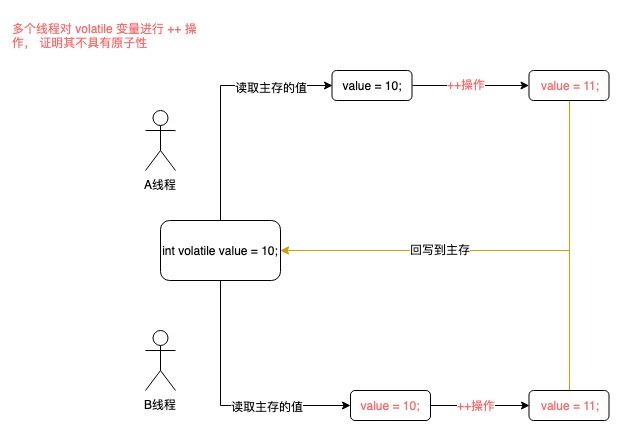 多个线程对 volatile 变量进行 ++ 操
作， 证明其不具有原子性
读取主存的值
value = 10;
++操作
value = 11;
A线程
int volatile value = 10;
回写到主存
B线程
读取主存的值
value = 10;
++操作
value = 11;